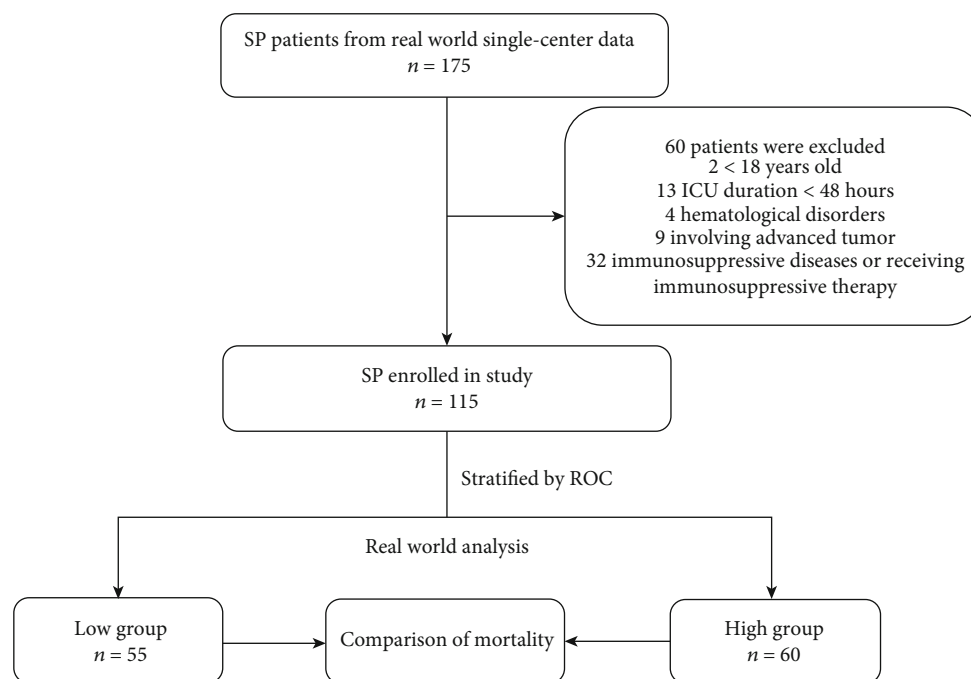 SP patients from real world single-center data
n = 175
60 patients were excluded
2 < 18 years old
13 ICU duration < 48 hours
4 hematological disorders
9 involving advanced tumor
32 immunosuppressive diseases or receiving
immunosuppressive therapy
SP enrolled in study
n = 115
Stratified by ROC
Real world analysis
Low group
n = 55
Comparison of mortality
High group
n = 60